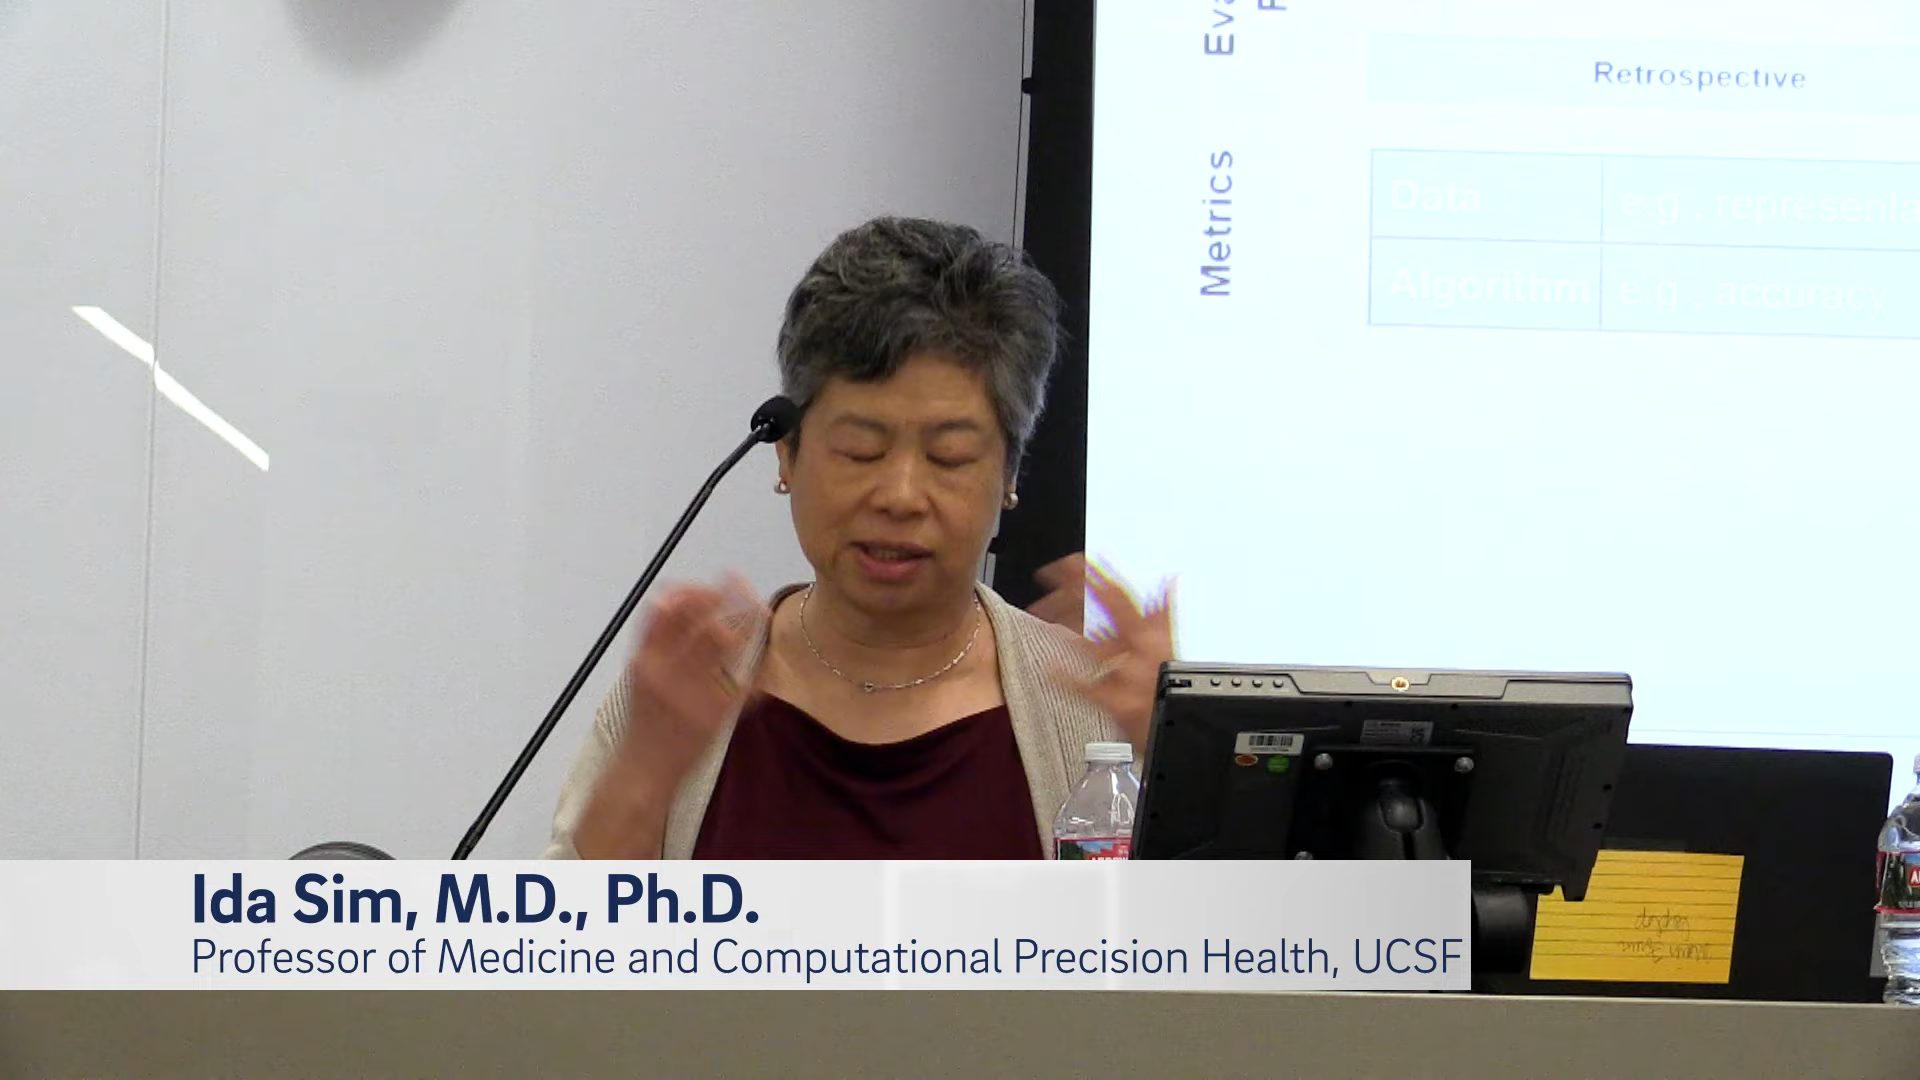 Retrospective
Metrics
Data
e.g., representa
Algorithm
e.g., accuracy
Ida Sim, M.D., Ph.D.
Professor of Medicine and Computational Precision Health, UCSF